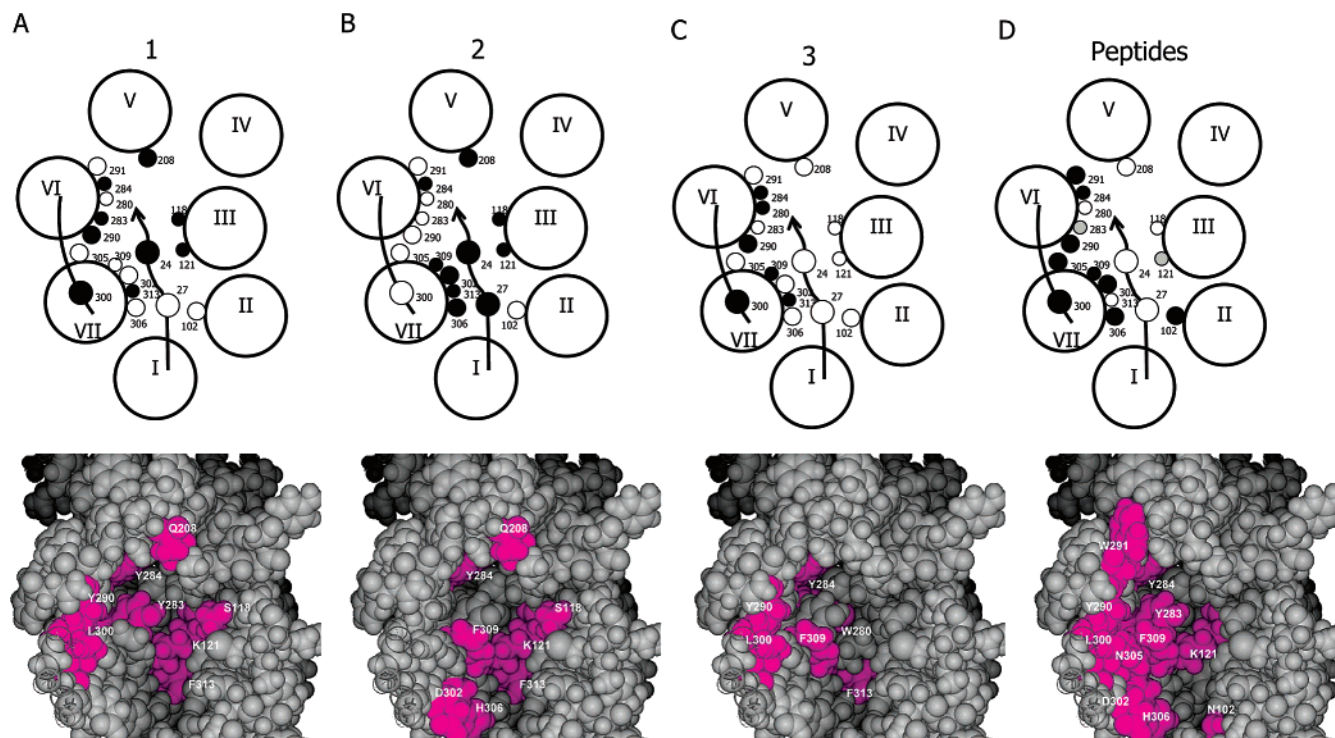 A
B
C
D
1
2
3
Peptides
V
IV
VI
III
II
VII
I
208
291
284
280
283
290
118
121
305
309
24
302
313
300
27
306
102
V
IV
VI
III
II
VII
I
208
291
284
280
283
290
118
121
305
309
24
302
313
300
27
306
102
V
IV
VI
III
II
VII
I
208
291
284
280
283
290
118
121
305
309
24
302
313
300
27
306
102
V
IV
VI
III
II
VII
I
208
291
284
280
283
290
118
121
305
309
24
302
313
300
27
306
102
Q208
Y284
Y290
Y283
S118
L300
K121
F313
Q208
Y284
S118
F309
K121
F313
D302
H306
Y284
Y290
L300
F309
W280
F313
W291
Y284
Y290
Y283
L300
F309
N305
K121
D302
H306
N102